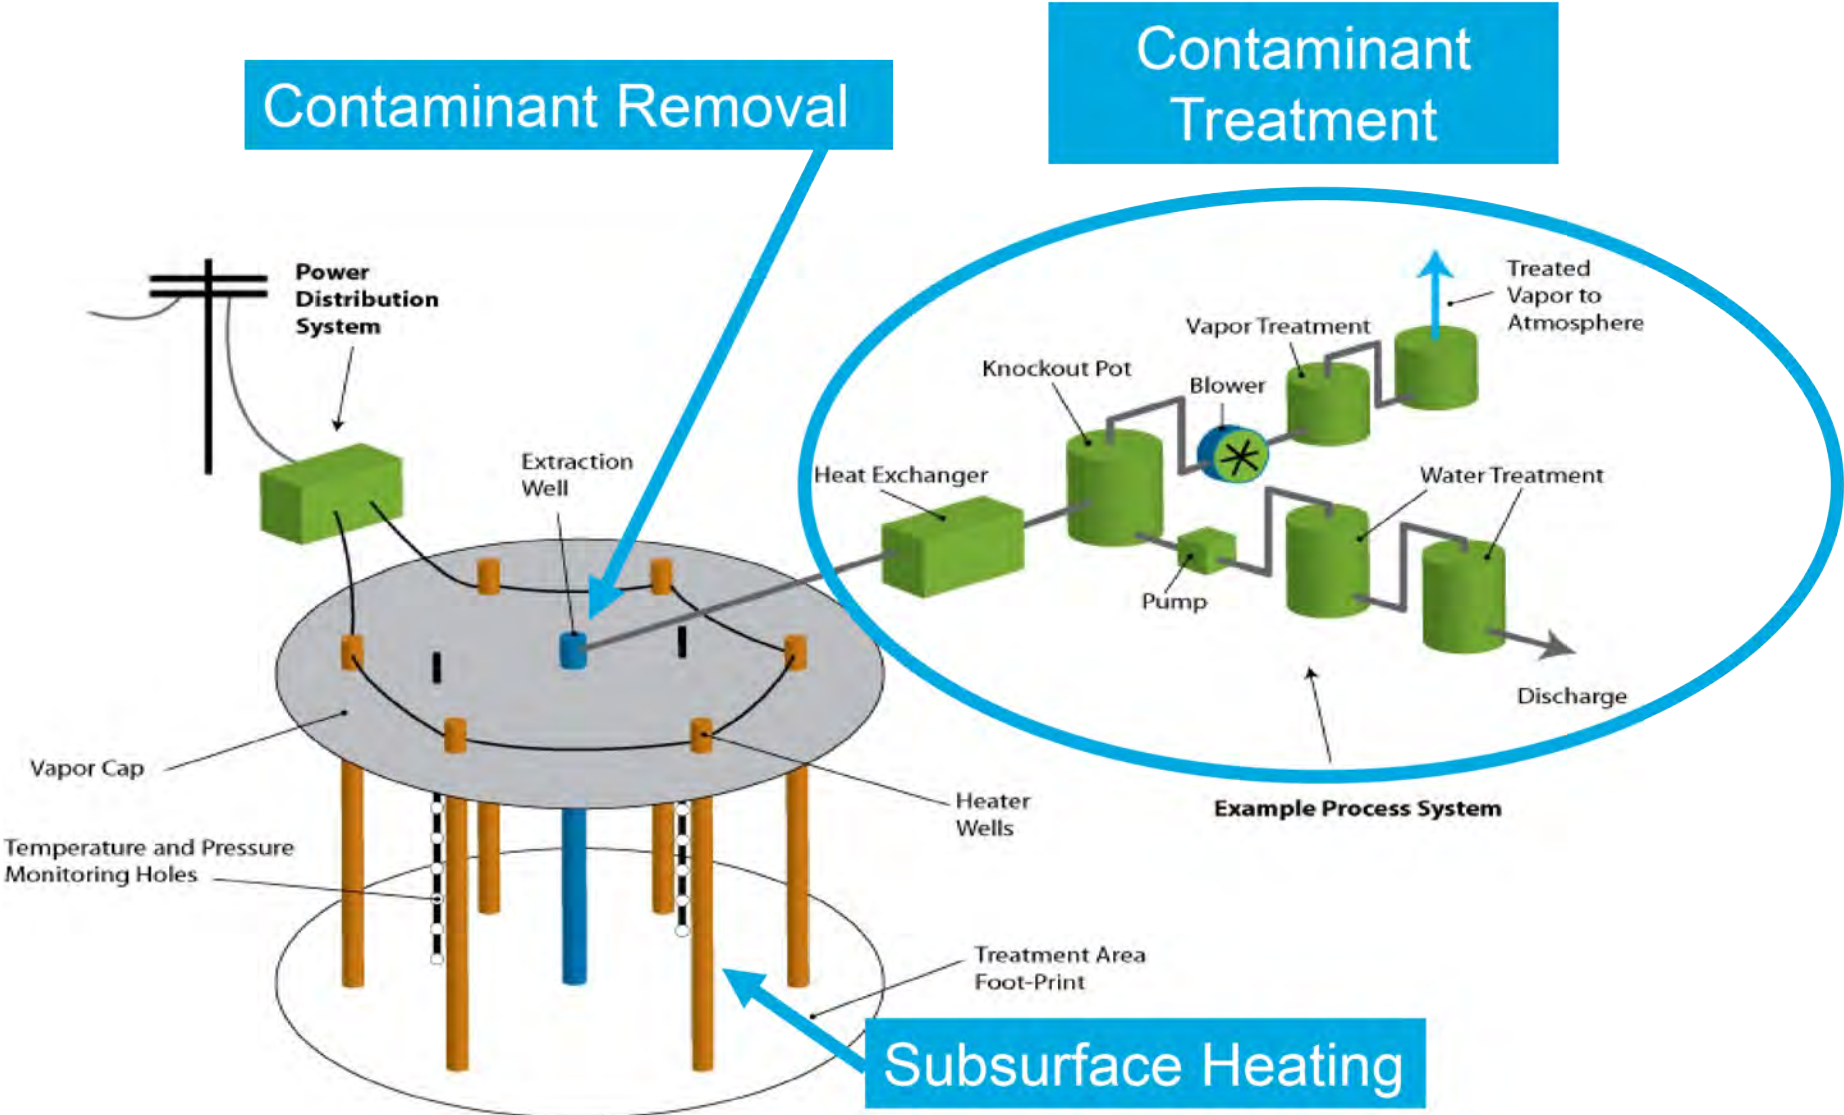 Contaminant Removal
Contaminant
Treatment
Power
Distribution
System
Extraction
Well
Vapor Cap
Temperature and Pressure
Monitoring Holes
Heater
Wells
Treatment Area
Foot-Print
Subsurface Heating
Heat Exchanger
Knockout Pot
Blower
Vapor Treatment
Treated
Vapor to
Atmosphere
Water Treatment
Pump
Discharge
Example Process System